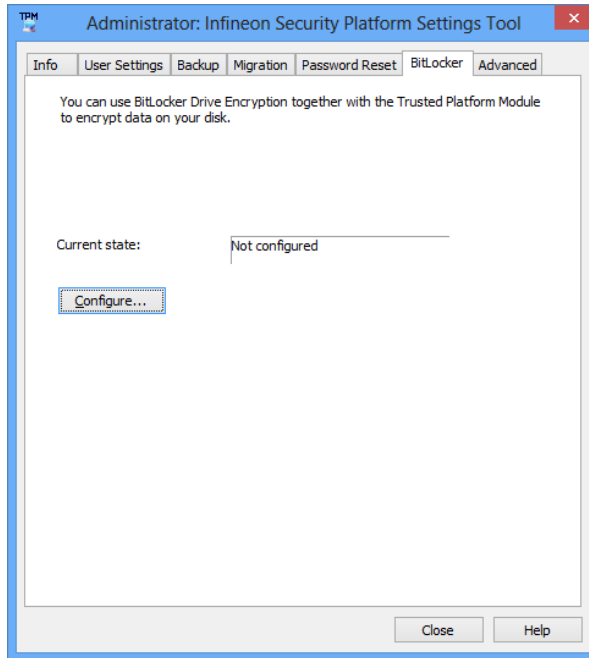 TPM
Administrator: Infineon Security Platform Settings Tool
Info User Settings Backup Migration Password Reset BitLocker Advanced
You can use BitLocker Drive Encryption together with the Trusted Platform Module
to encrypt data on your disk.
Current state: Not configured
Configure...
Close Help